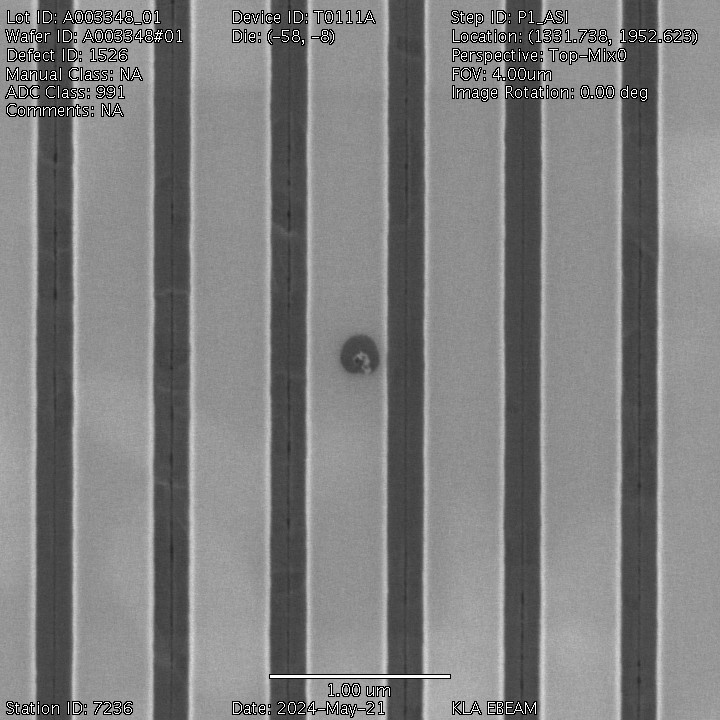 Lot ID: A003348_01
Wafer ID: A003348#01
Defect ID: 1526
Manual Class: NA
ADC Class: 991
Comments: NA
Device ID: T0111A
Die: (-58, -8)
Step ID: P1_ASI
Location: (1331.738, 1952.623)
Perspective: Top-Mix0
FOV: 4.00um
Image Rotation: 0.00 deg
1.00 um
Station ID: 7236
Date: 2024-May-21
KLA EBEAM